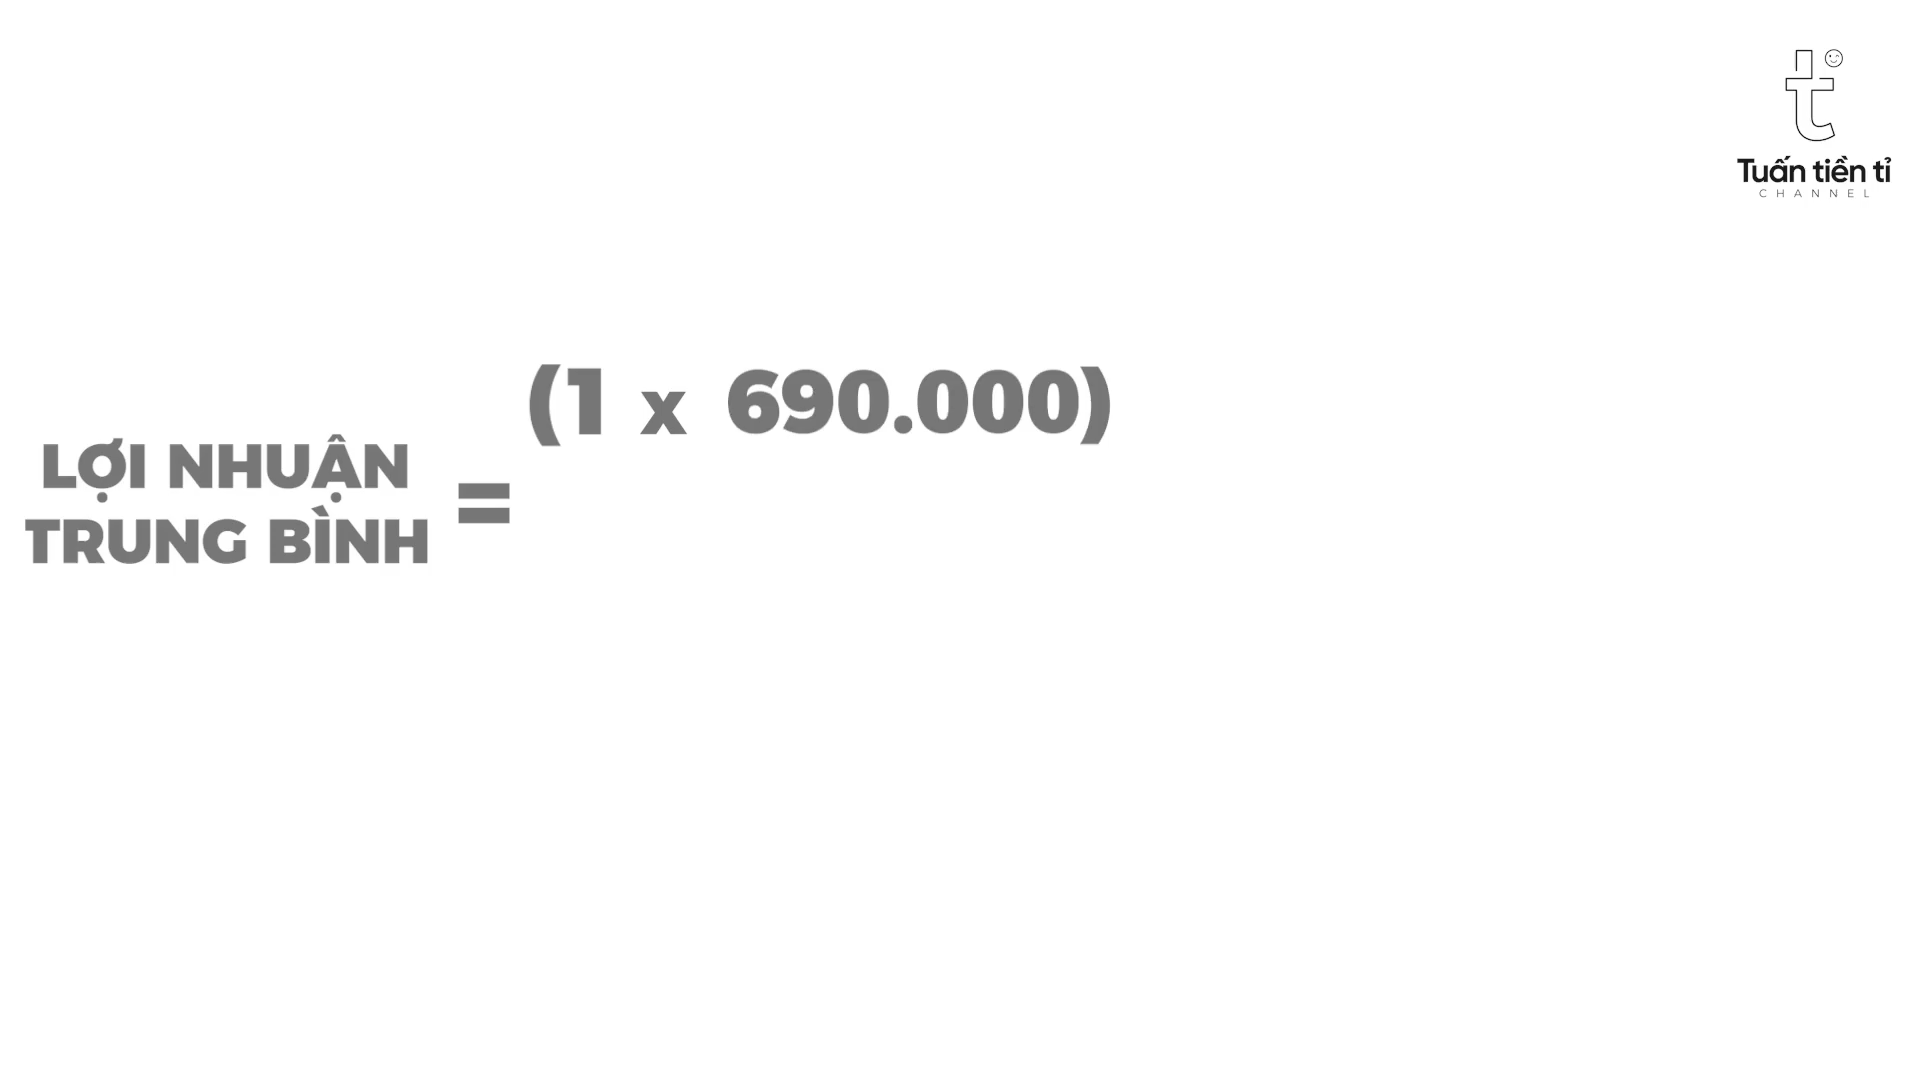 Tuấn tiền tỉ
CHANNEL
(1 x 690.000)
LỢI NHUẬN
TRUNG BÌNH
=